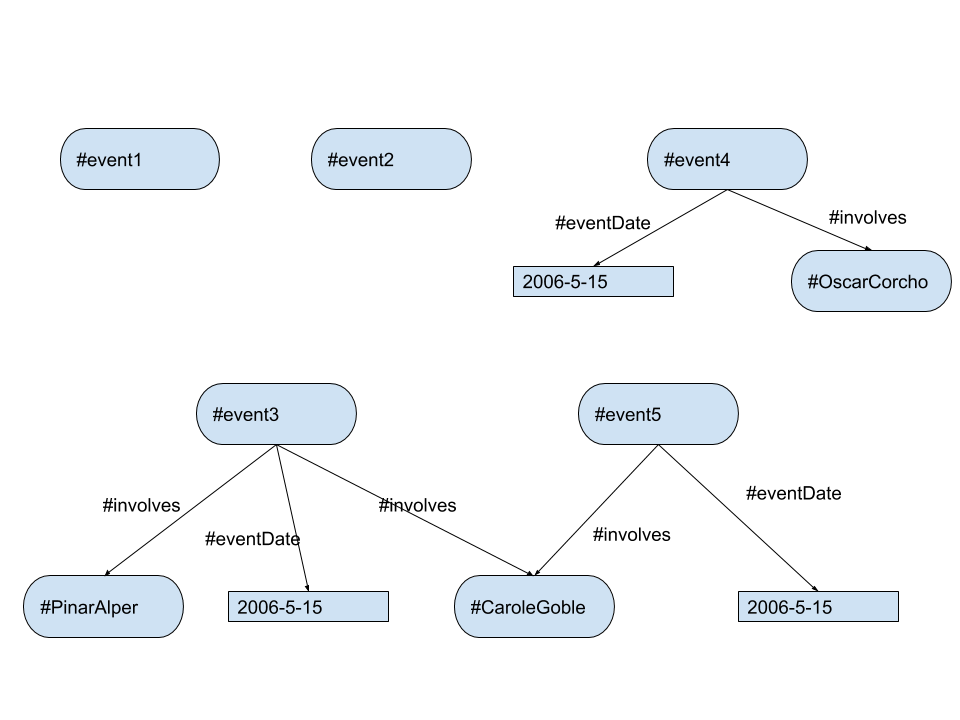 #event1
#event2
#event4
#eventDate
#involves
2006-5-15
#OscarCorcho
#event3
#event5
#involves
#eventDate
#involves
#involves
#eventDate
#PinarAlper
2006-5-15
#CaroleGoble
2006-5-15